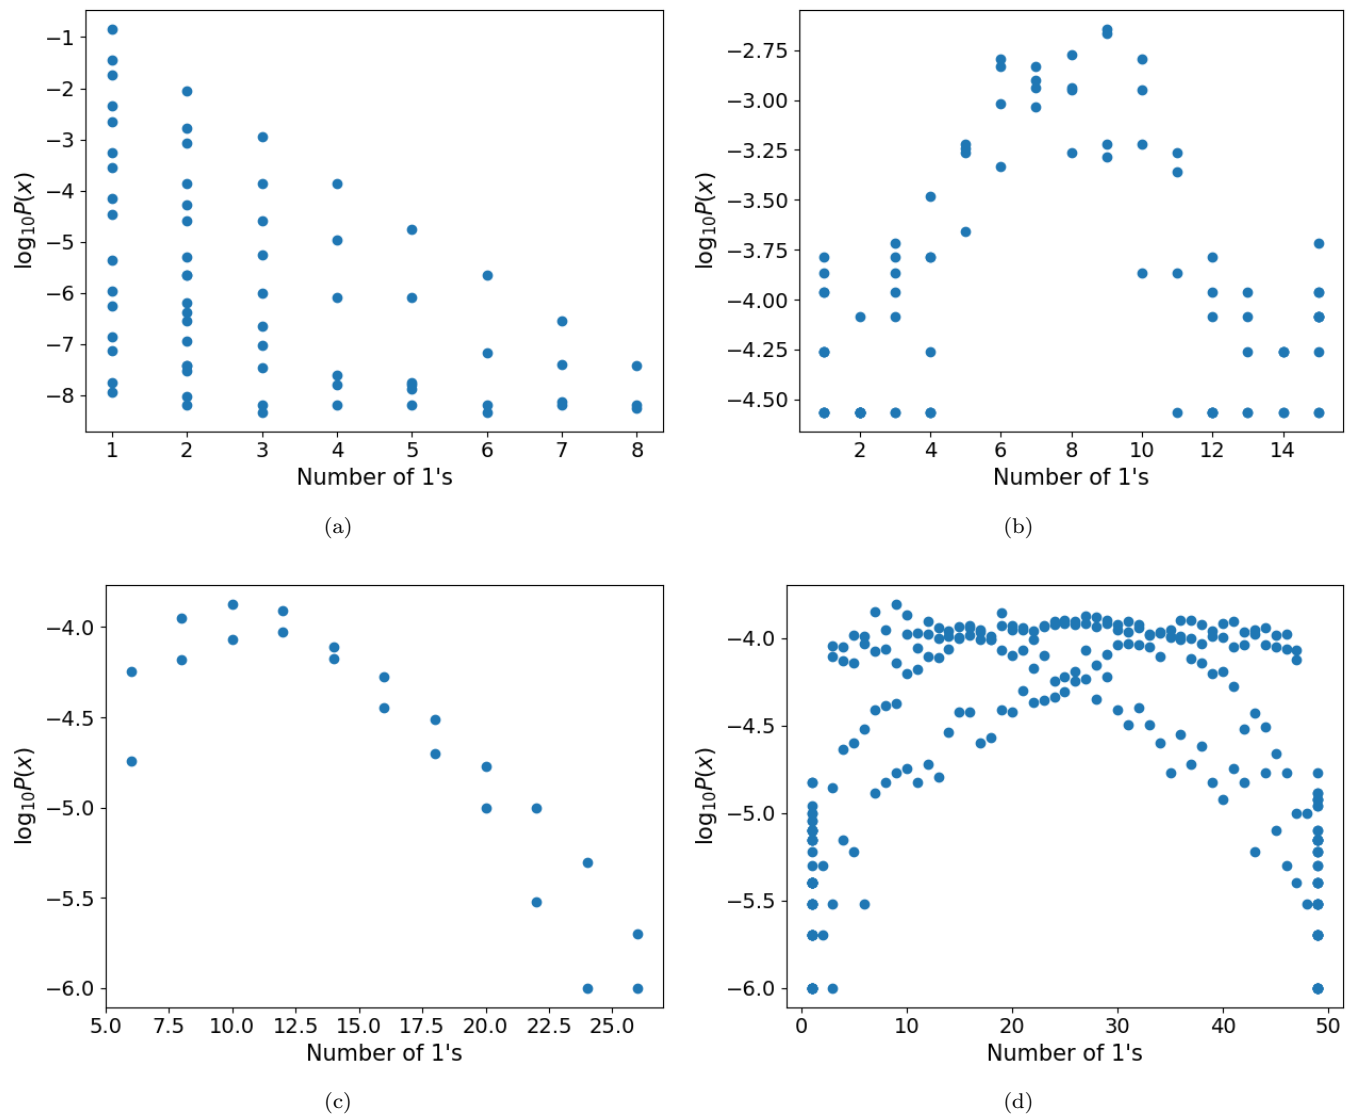 −1
−2
−3
−4
−5
−6
−7
−8
log₁₀P(x)
1 2 3 4 5 6 7 8
Number of 1's
(a)
−2.75
−3.00
−3.25
−3.50
−3.75
−4.00
−4.25
−4.50
log₁₀P(x)
2 4 6 8 10 12 14
Number of 1's
(b)
−4.0
−4.5
−5.0
−5.5
−6.0
log₁₀P(x)
5.0 7.5 10.0 12.5 15.0 17.5 20.0 22.5 25.0
Number of 1's
(c)
−4.0
−4.5
−5.0
−5.5
−6.0
log₁₀P(x)
0 10 20 30 40 50
Number of 1's
(d)